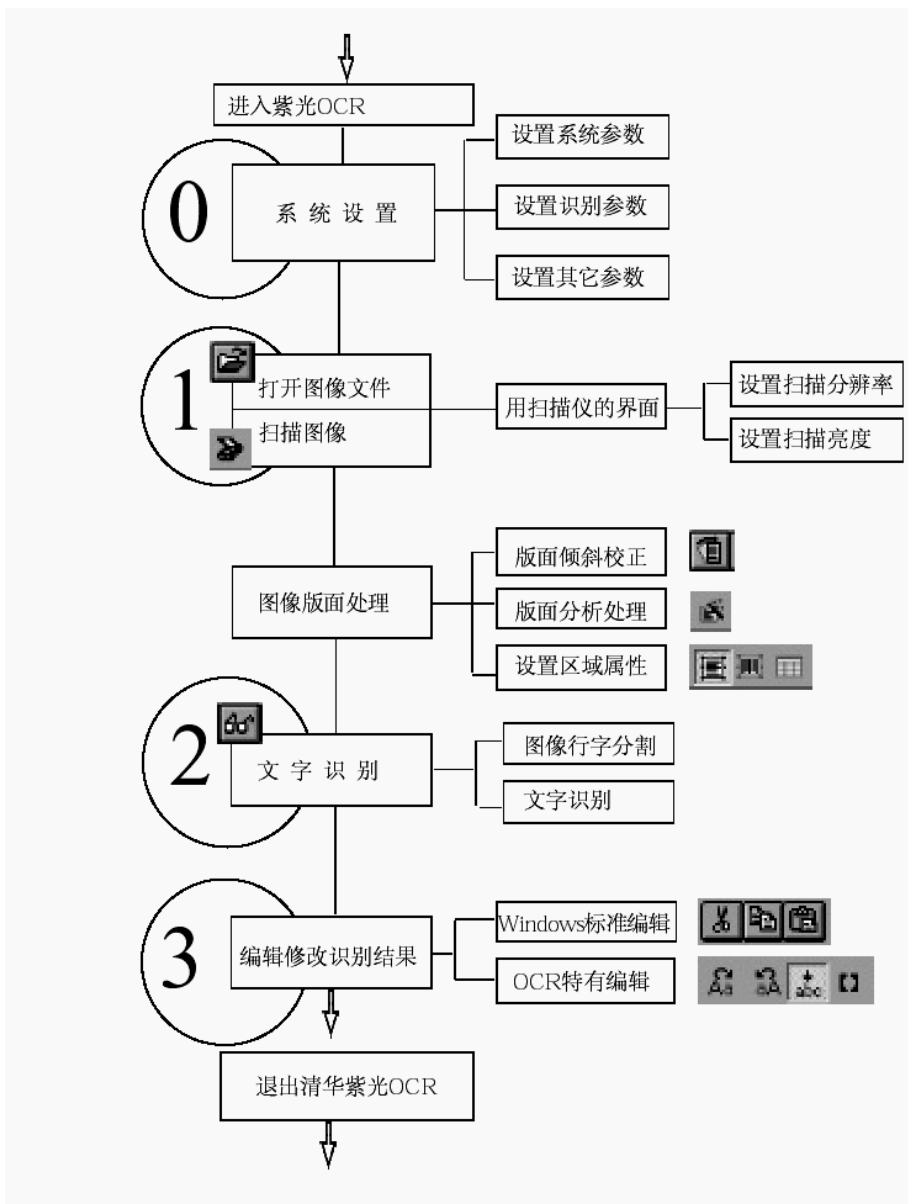 进入紫光OCR
设置系统参数
0
系 统 设 置
设置识别参数
设置其它参数
1
打开图像文件
扫描图像
用扫描仪的界面
设置扫描分辨率
设置扫描亮度
版面倾斜校正
图像版面处理
版面分析处理
设置区域属性
2
文 字 识 别
图像行字分割
文字识别
3
编辑修改识别结果
Windows标准编辑
OCR特有编辑
Aa
aA
abc
退出清华紫光OCR